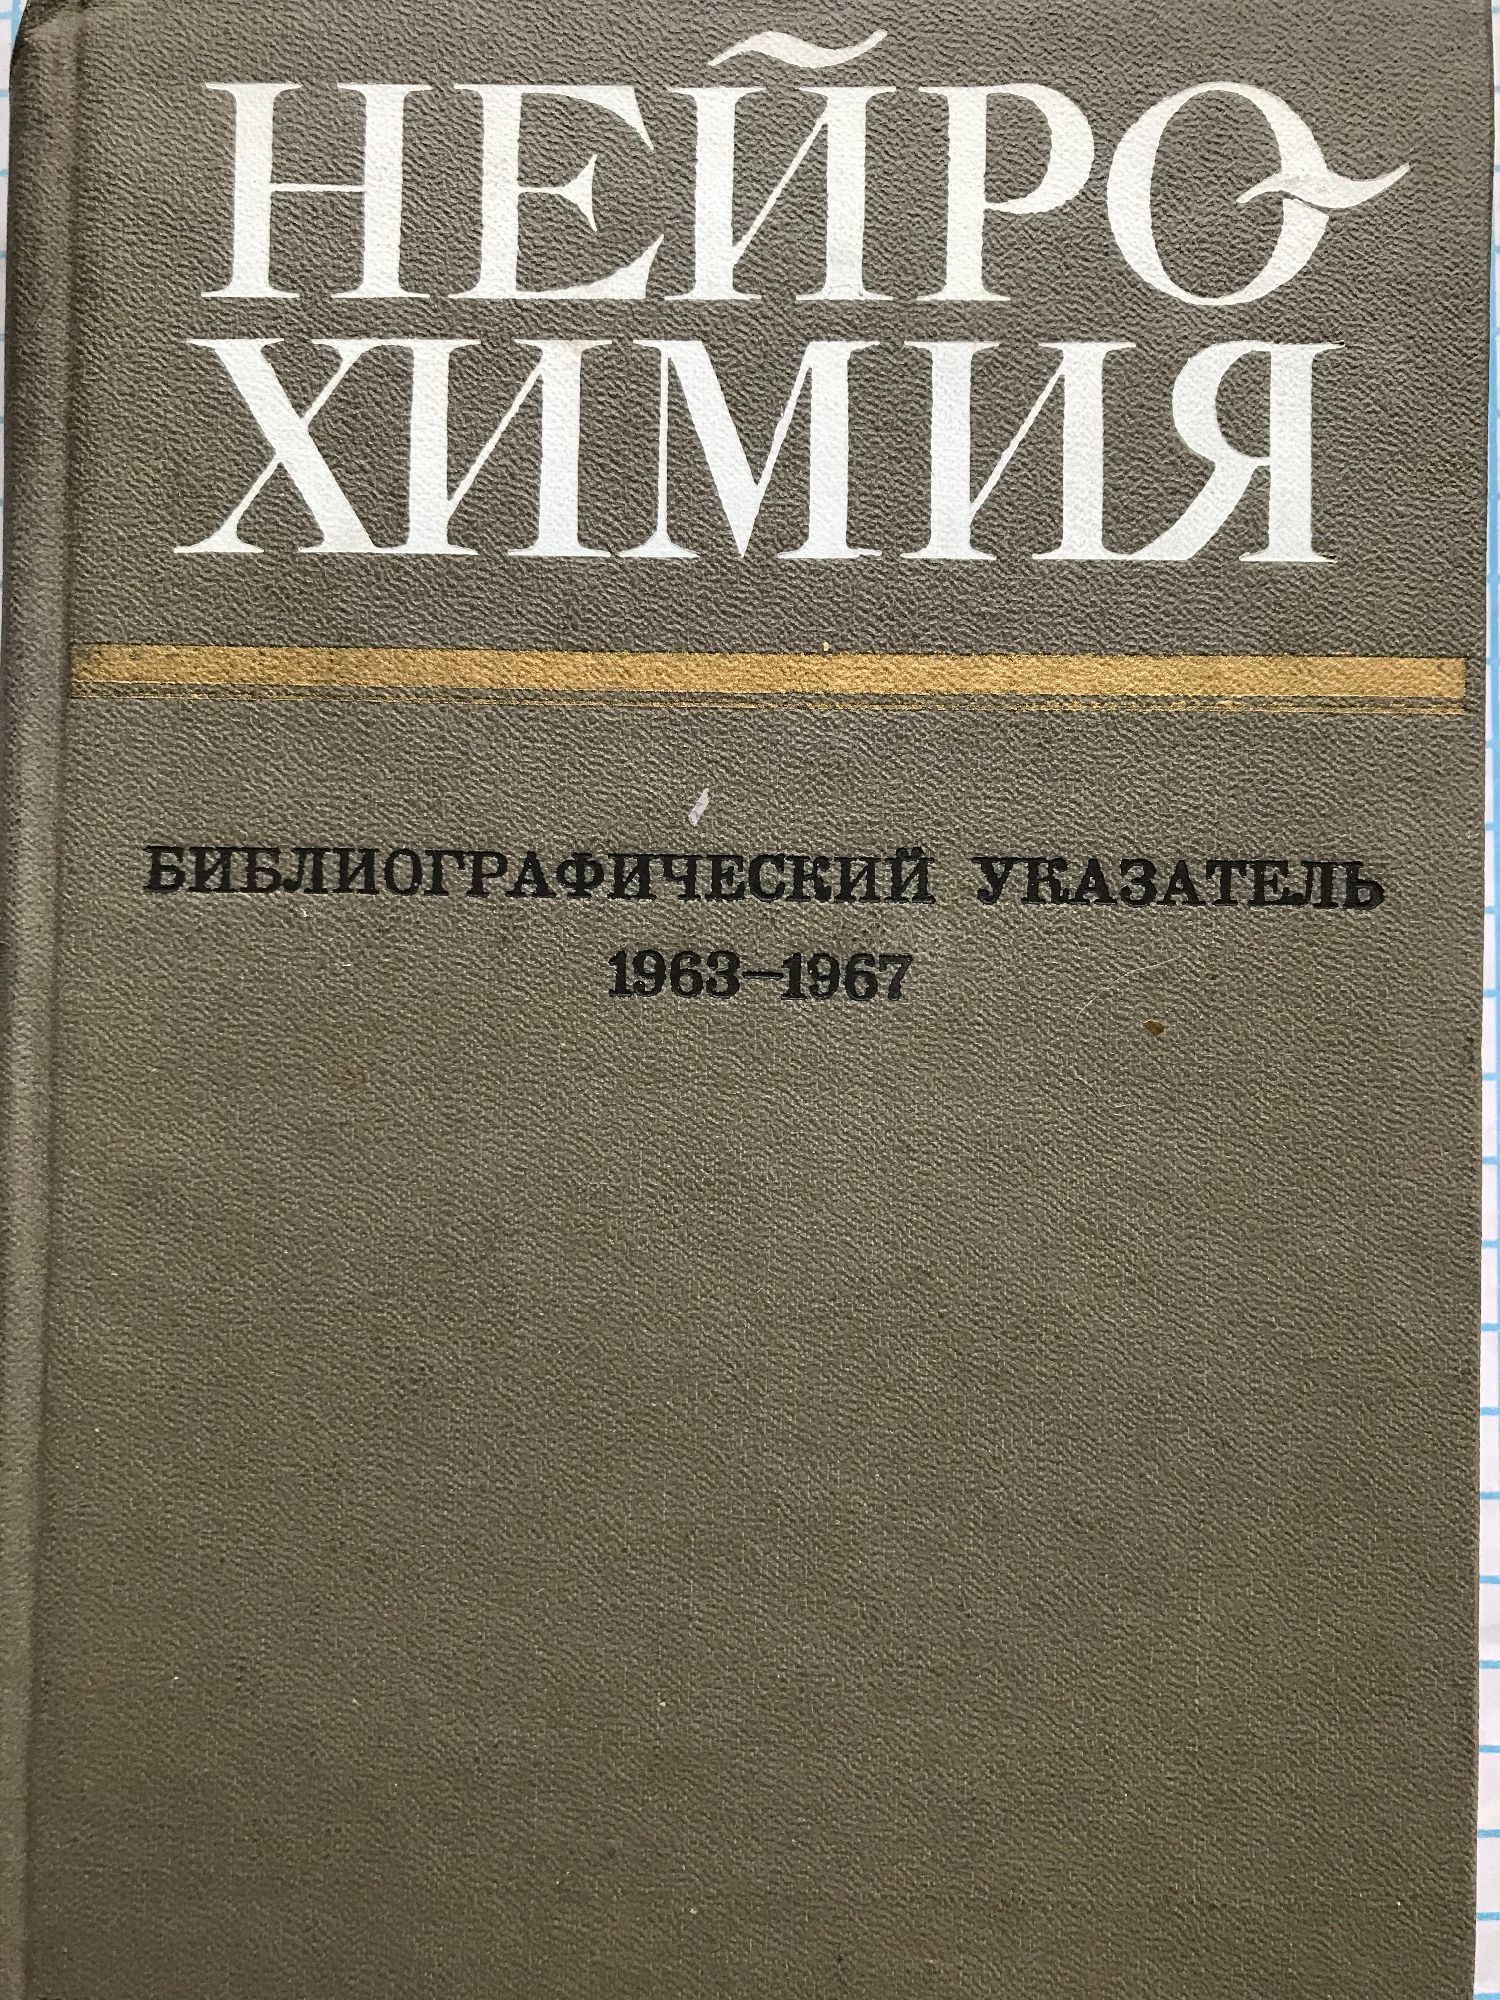 НЕЙРО
ХИМИЯ
БИБЛИОГРАФИЧЕСКИЙ УКАЗАТЕЛЬ
1963–1967